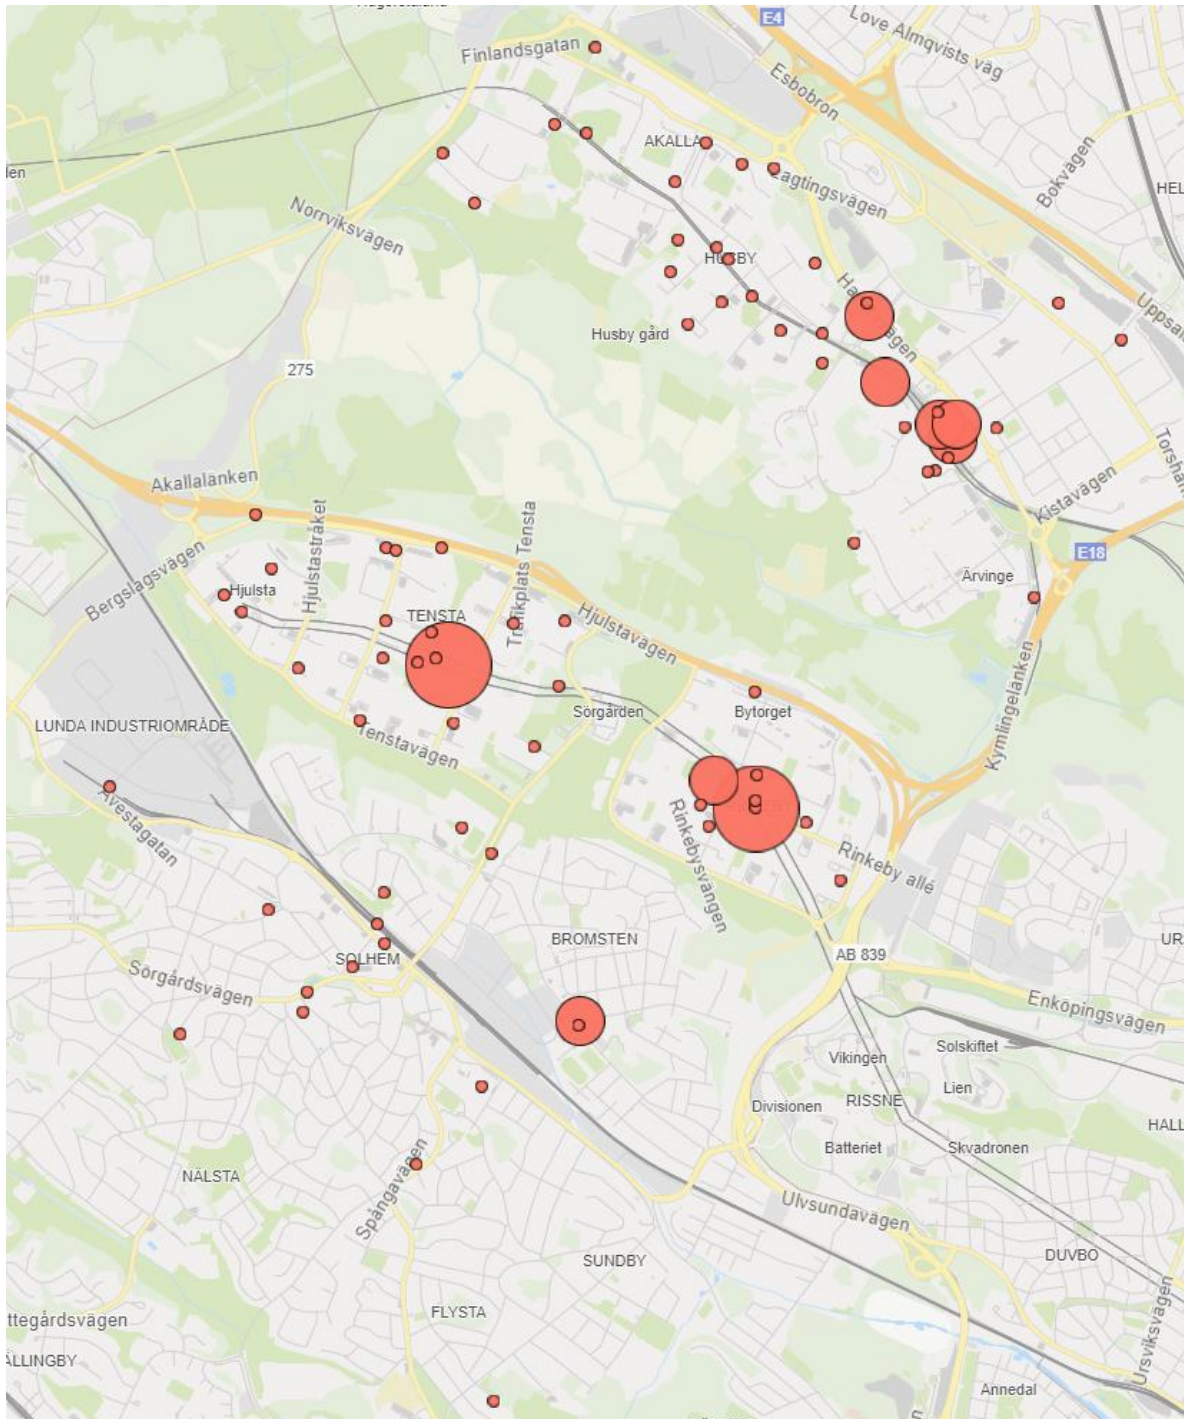 E4
Love Almqvists väg
Finlandsgatan
Esbobron
AKALLA
Bokvägen
Lagtingsvägen
HEL
Norrviksvägen
HUSBY
Uppsal
Husby gård
275
Torsham
Akallalänken
Kistavägen
E18
Hjulstastråket
Trafikplats Tensta
Bergslagsvägen
Ärvinge
Hjulsta
TENSTA
Hjulstavägen
Kymlingelänken
Sörgården
Bytorget
LUNDA INDUSTRIOMRÅDE
Tenstavägen
Avestagatan
Rinkebysvängen
Rinkeby allé
BROMSTEN
UR
SOLHEM
AB 839
Sörgårdsvägen
Enköpingsvägen
Solskiftet
Vikingen
Lien
RISSNE
Divisionen
HALL
Batteriet
Skvadronen
NÄLSTA
Spångavägen
Ulvsundavägen
SUNDBY
DUVBO
FLYSTA
ttegårdsvägen
Ursviksvägen
ÄLLINGBY
Annedal